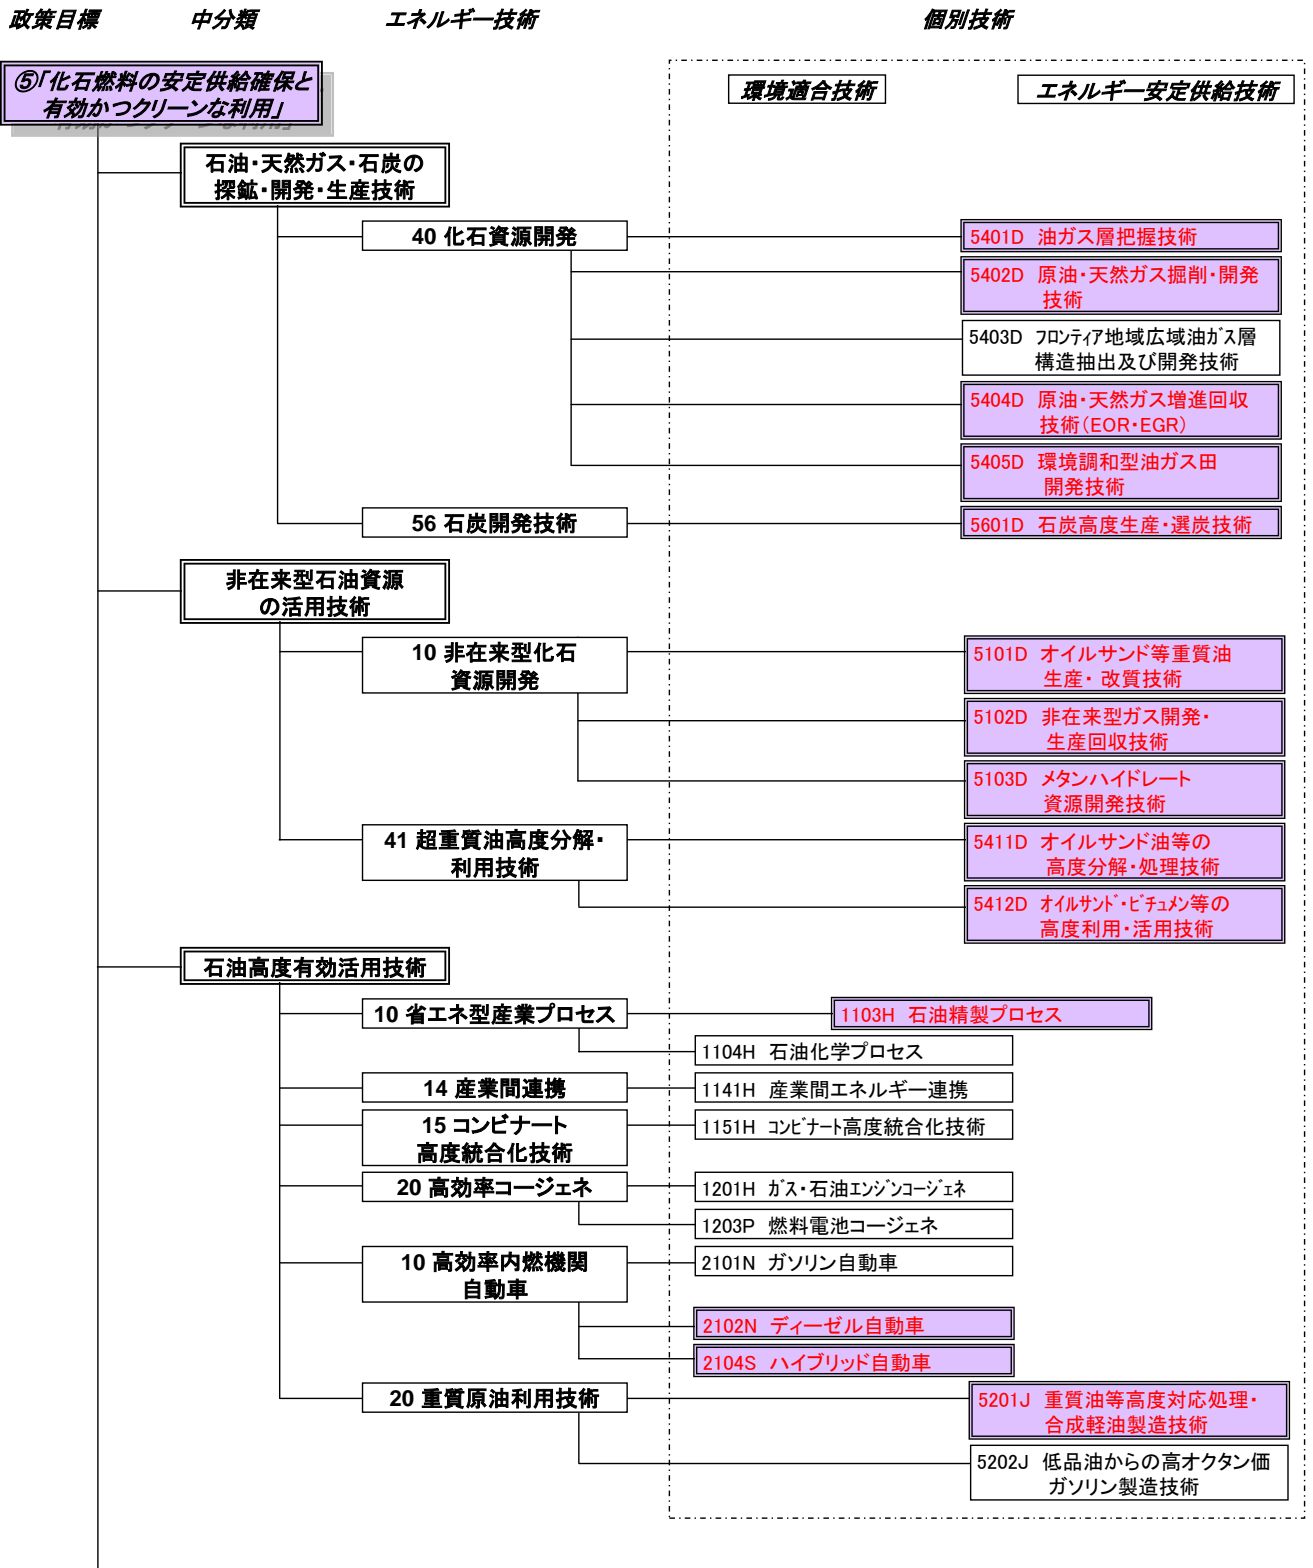 政策目標 中分類 エネルギー技術 個別技術
⑤「化石燃料の安定供給確保と
有効かつクリーンな利用」
環境適合技術 エネルギー安定供給技術
石油・天然ガス・石炭の
探鉱・開発・生産技術
40 化石資源開発
5401D 油ガス層把握技術
5402D 原油・天然ガス掘削・開発
技術
5403D フロンティア地域広域油ガス層
構造抽出及び開発技術
5404D 原油・天然ガス増進回収
技術(EOR・EGR)
5405D 環境調和型油ガス田
開発技術
56 石炭開発技術
5601D 石炭高度生産・選炭技術
非在来型石油資源
の活用技術
10 非在来型化石
資源開発
5101D オイルサンド等重質油
生産・ 改質技術
5102D 非在来型ガス開発・
生産回収技術
5103D メタンハイドレート
資源開発技術
41 超重質油高度分解・
利用技術
5411D オイルサンド油等の
高度分解・処理技術
5412D オイルサンド・ビチュメン等の
高度利用・活用技術
石油高度有効活用技術
10 省エネ型産業プロセス
1103H 石油精製プロセス
1104H 石油化学プロセス
14 産業間連携
1141H 産業間エネルギー連携
15 コンビナート
高度統合化技術
1151H コンビナート高度統合化技術
20 高効率コージェネ
1201H ガス・石油エンジンコージェネ
1203P 燃料電池コージェネ
10 高効率内燃機関
自動車
2101N ガソリン自動車
2102N ディーゼル自動車
2104S ハイブリッド自動車
20 重質原油利用技術
5201J 重質油等高度対応処理・
合成軽油製造技術
5202J 低品油からの高オクタン価
ガソリン製造技術